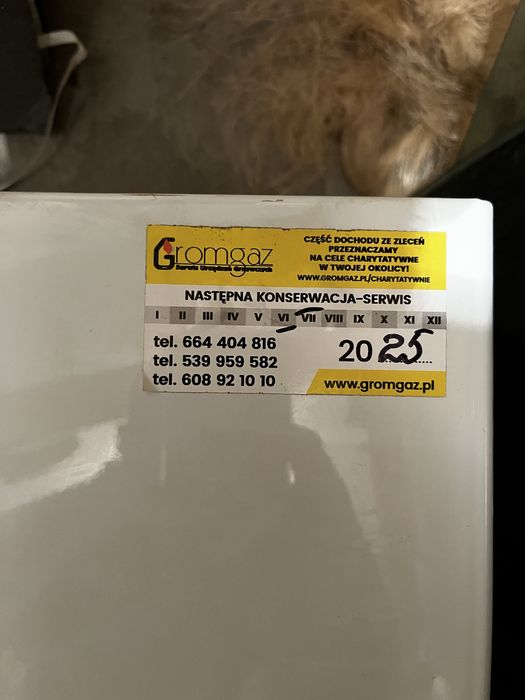 Gromgaz
Serwis Urządzeń Grzewczych
CZĘŚĆ DOCHODU ZE ZLECEŃ
PRZEZNACZAMY
NA CELE CHARYTATYWNE
W TWOJEJ OKOLICY!
WWW.GROMGAZ.PL/CHARYTATYWNIE
NASTĘPNA KONSERWACJA-SERWIS
I II III IV V VI VII VIII IX X XI XII
tel. 664 404 816
tel. 539 959 582
tel. 608 92 10 10
2025
www.gromgaz.pl